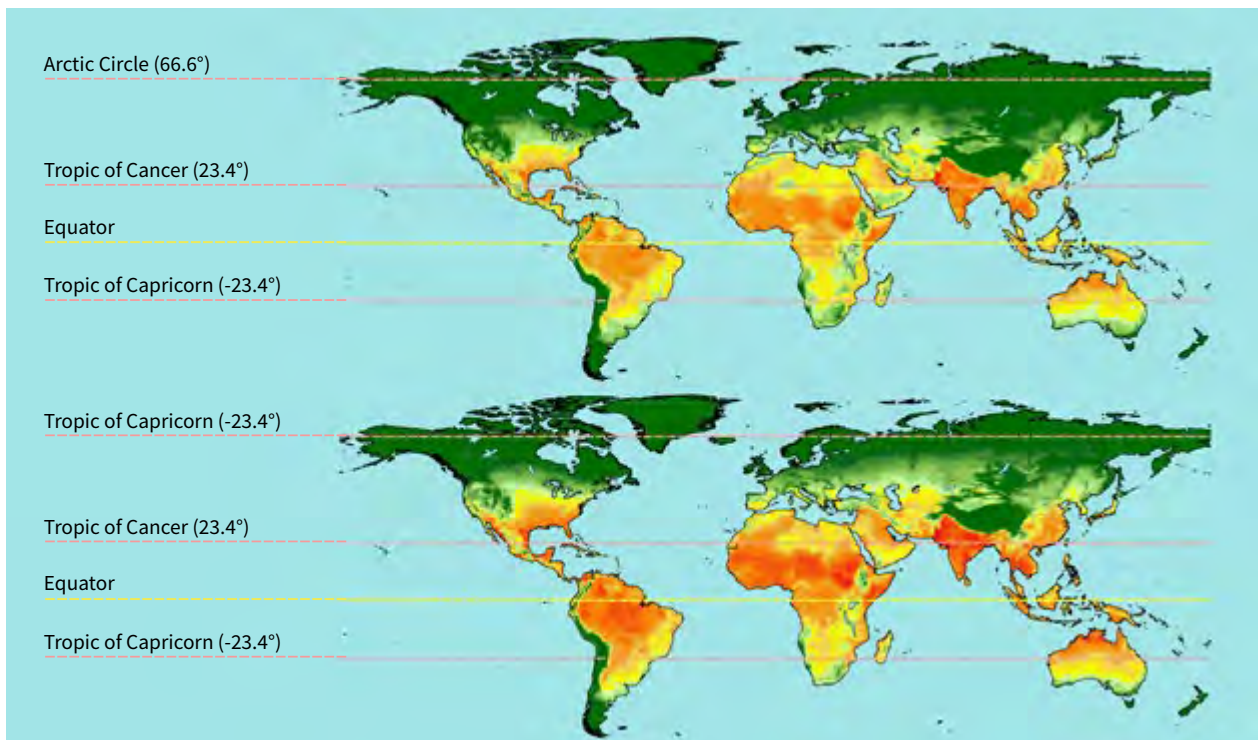 Arctic Circle (66.6°)
Tropic of Cancer (23.4°)
Equator
Tropic of Capricorn (-23.4°)
Tropic of Capricorn (-23.4°)
Tropic of Cancer (23.4°)
Equator
Tropic of Capricorn (-23.4°)